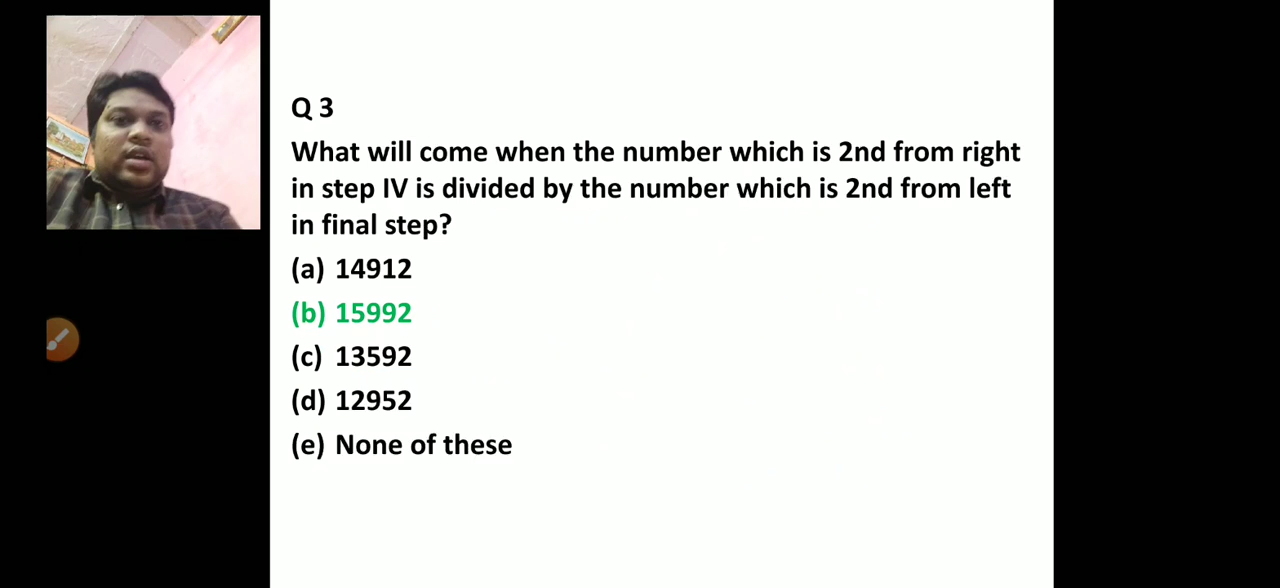 Q 3
What will come when the number which is 2nd from right
in step IV is divided by the number which is 2nd from left
in final step?
(a) 14912
(b) 15992
(c) 13592
(d) 12952
(e) None of these